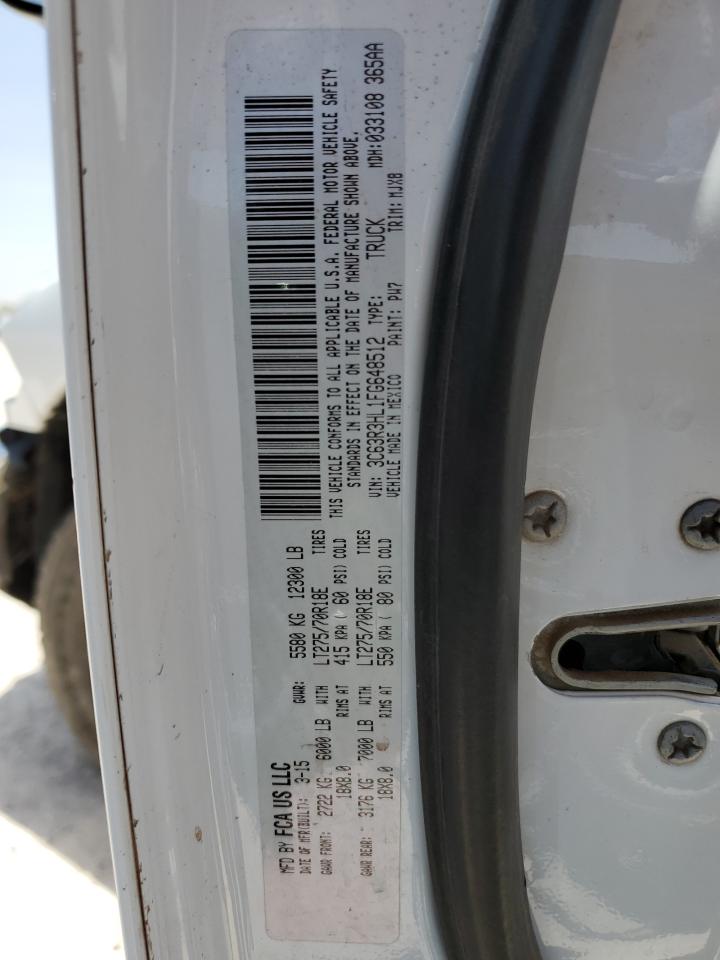 MFD BY FCA US LLC
DATE OF MFR(BUILT): 3-15 GVWR: 5580 KG 12300 LB
GAWR FRONT: 2722 KG 6000 LB WITH LT275/70R18E TIRES
18X8.0 RIMS AT 415 KPA ( 60 PSI) COLD
GAWR REAR: 3176 KG 7000 LB WITH LT275/70R18E TIRES
18X8.0 RIMS AT 550 KPA ( 80 PSI) COLD
THIS VEHICLE CONFORMS TO ALL APPLICABLE U.S.A. FEDERAL MOTOR VEHICLE SAFETY
STANDARDS IN EFFECT ON THE DATE OF MANUFACTURE SHOWN ABOVE.
VIN: 3C63R3HL1FG648512 TYPE: TRUCK MDH:033108 365AA
VEHICLE MADE IN MEXICO PAINT: PW7 TRIM: MJX8